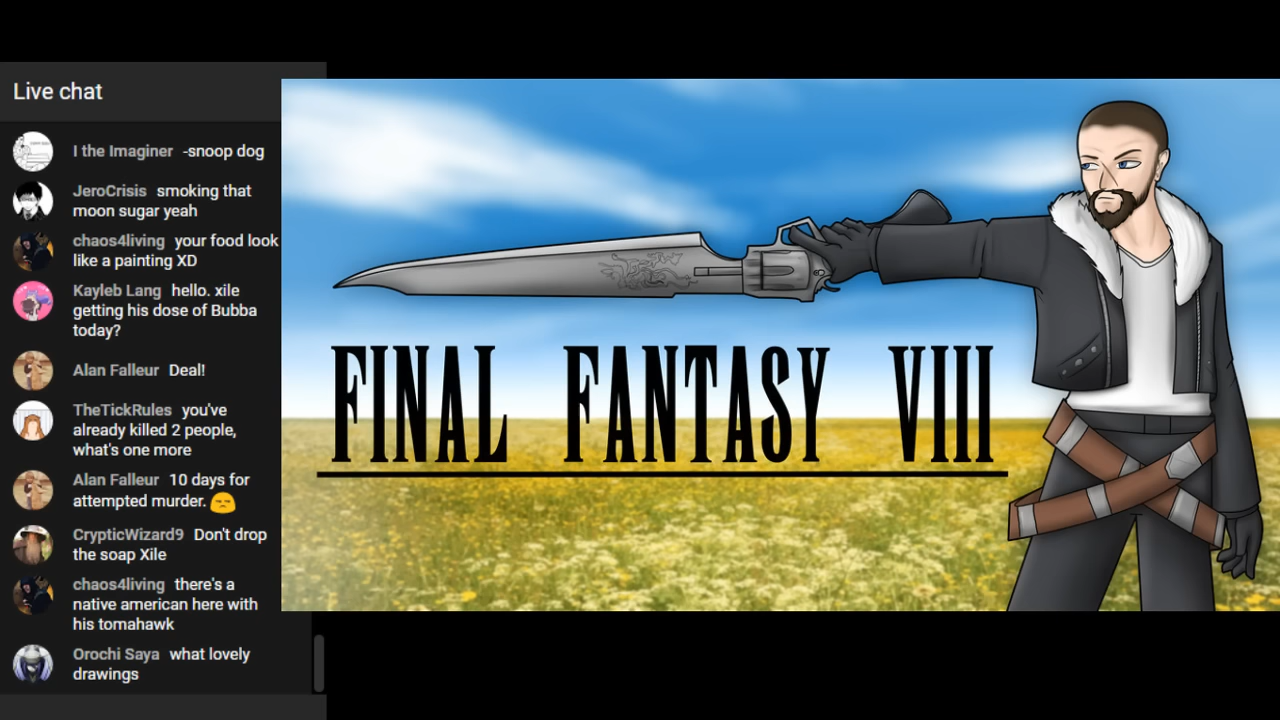 Live chat
I the Imaginer -snoop dog
JeroCrisis smoking that
moon sugar yeah
chaos4living your food look
like a painting XD
Kayleb Lang hello. xile
getting his dose of Bubba
today?
Alan Falleur Deal!
TheTickRules you've
already killed 2 people,
what's one more
Alan Falleur 10 days for
attempted murder.
CrypticWizard9 Don't drop
the soap Xile
chaos4living there's a
native american here with
his tomahawk
Orochi Saya what lovely
drawings
FINAL FANTASY VIII